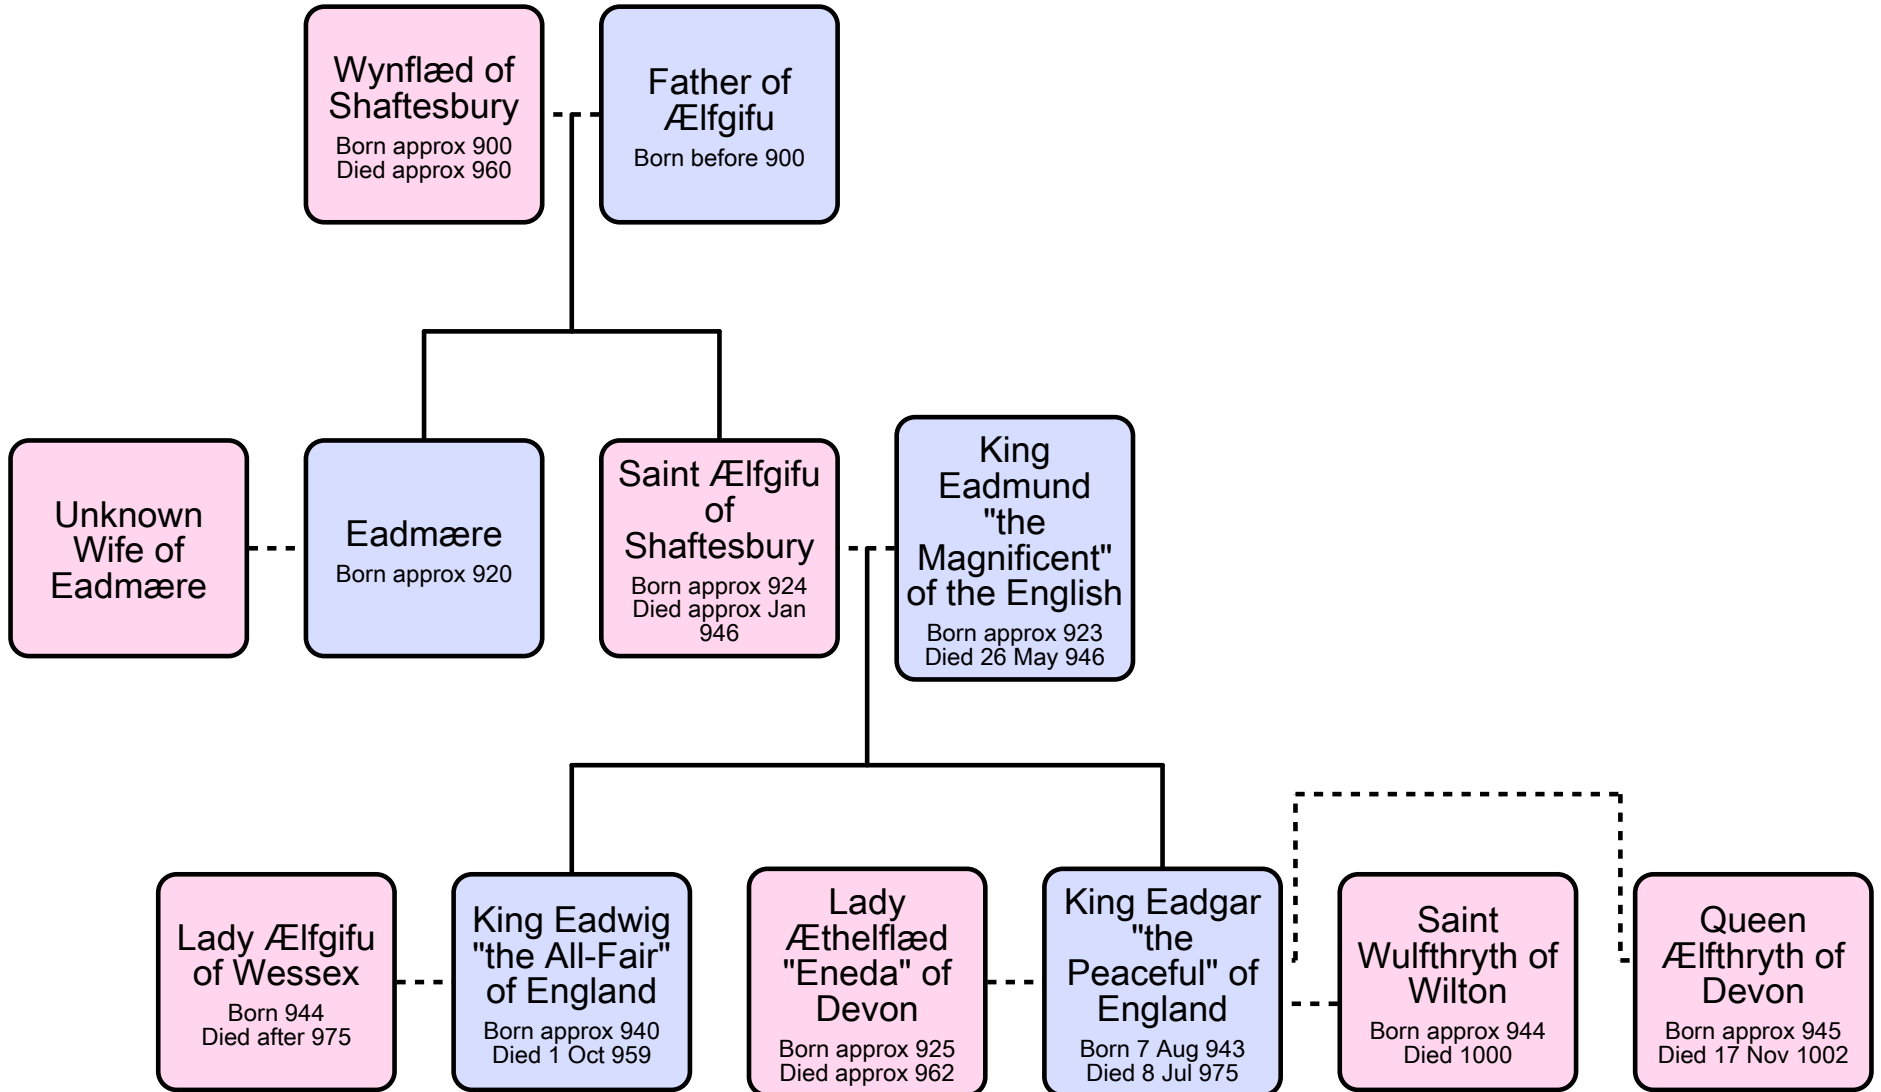 Wynflæd of
Shaftesbury
Born approx 900
Died approx 960
Father of
Ælfgifu
Born before 900
Unknown
Wife of
Eadmære
Eadmære
Born approx 920
Saint Ælfgifu
of
Shaftesbury
Born approx 924
Died approx Jan
946
King
Eadmund
"the
Magnificent"
of the English
Born approx 923
Died 26 May 946
Lady Ælfgifu
of Wessex
Born 944
Died after 975
King Eadwig
"the All-Fair"
of England
Born approx 940
Died 1 Oct 959
Lady
Æthelflæd
"Eneda" of
Devon
Born approx 925
Died approx 962
King Eadgar
"the
Peaceful" of
England
Born 7 Aug 943
Died 8 Jul 975
Saint
Wulfthryth of
Wilton
Born approx 944
Died 1000
Queen
Ælfthryth of
Devon
Born approx 945
Died 17 Nov 1002